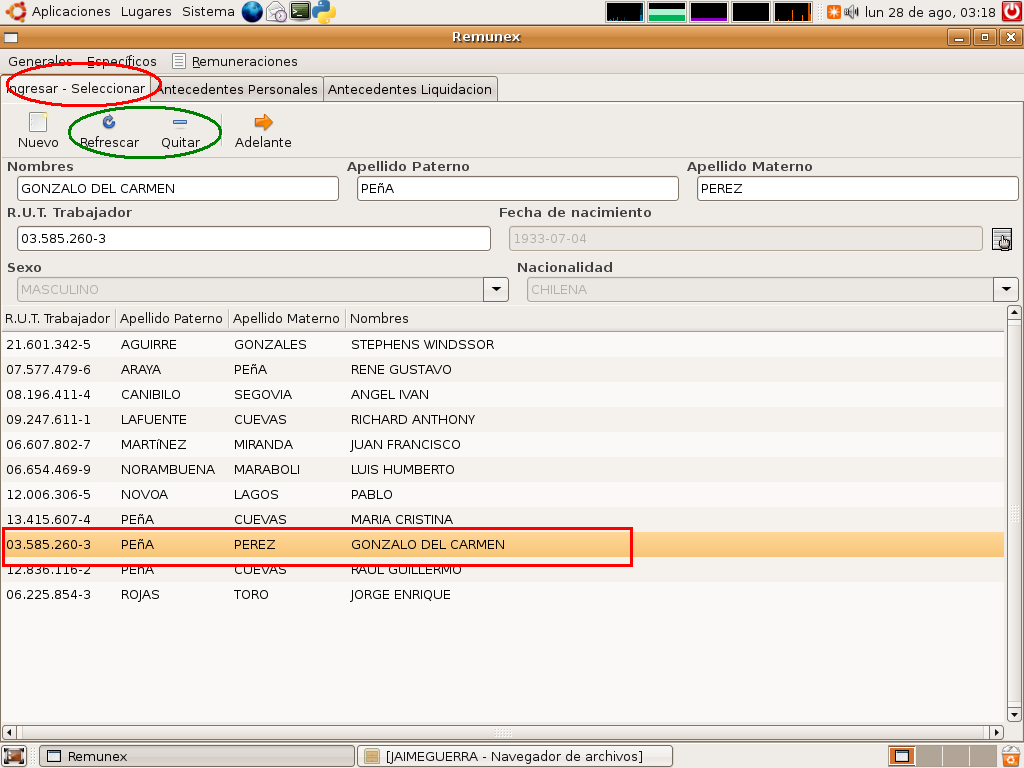 Aplicaciones Lugares Sistema lun 28 de ago, 03:18
Remunex
Generales Específicos Remuneraciones
Ingresar - Seleccionar Antecedentes Personales Antecedentes Liquidacion
Nuevo Refrescar Quitar Adelante
Nombres Apellido Paterno Apellido Materno
GONZALO DEL CARMEN PEñA PEREZ
R.U.T. Trabajador Fecha de nacimiento
03.585.260-3 1933-07-04
Sexo Nacionalidad
MASCULINO CHILENA
R.U.T. Trabajador Apellido Paterno Apellido Materno Nombres
21.601.342-5 AGUIRRE GONZALES STEPHENS WINDSSOR
07.577.479-6 ARAYA PEñA RENE GUSTAVO
08.196.411-4 CANIBILO SEGOVIA ANGEL IVAN
09.247.611-1 LAFUENTE CUEVAS RICHARD ANTHONY
06.607.802-7 MARTíNEZ MIRANDA JUAN FRANCISCO
06.654.469-9 NORAMBUENA MARABOLI LUIS HUMBERTO
12.006.306-5 NOVOA LAGOS PABLO
13.415.607-4 PEñA CUEVAS MARIA CRISTINA
03.585.260-3 PEñA PEREZ GONZALO DEL CARMEN
12.836.116-2 PEñA CUEVAS RAUL GUILLERMO
06.225.854-3 ROJAS TORO JORGE ENRIQUE
Remunex [JAIMEGUERRA - Navegador de archivos]